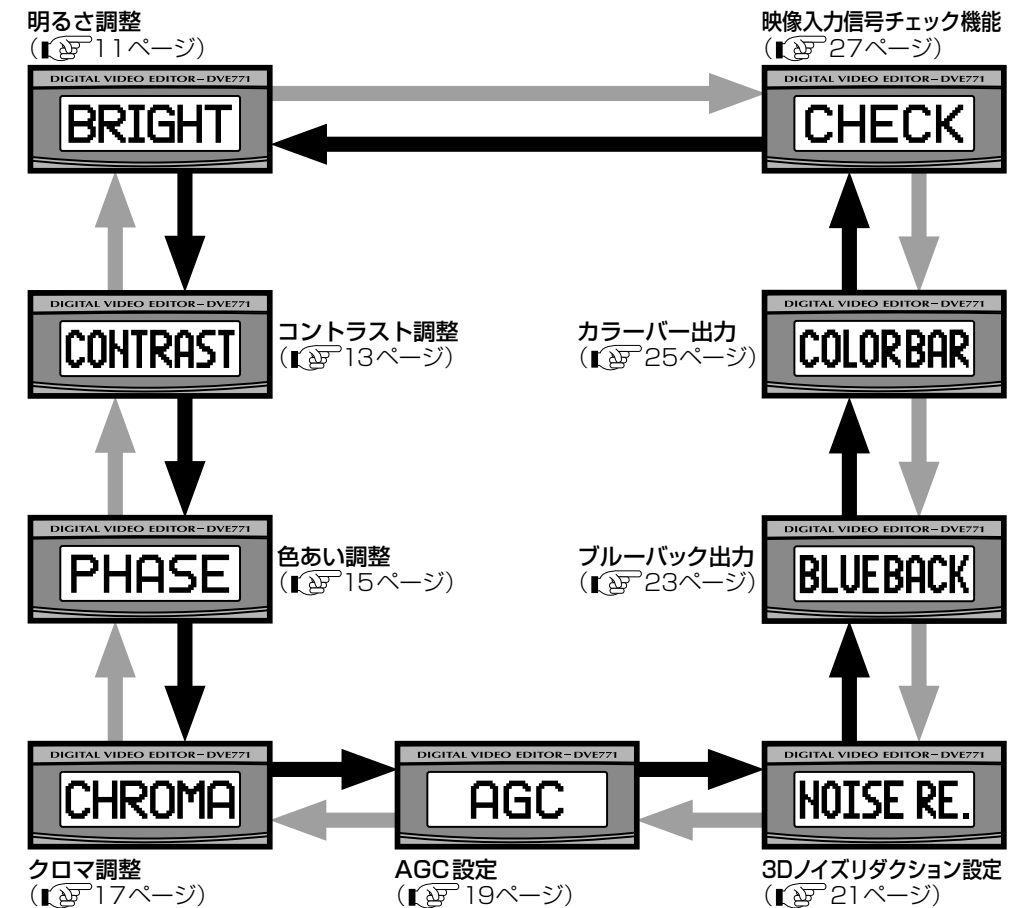 明るさ調整
(☞11ページ)
DIGITAL VIDEO EDITOR–DVE771
BRIGHT
映像入力信号チェック機能
(☞27ページ)
DIGITAL VIDEO EDITOR–DVE771
CHECK
DIGITAL VIDEO EDITOR–DVE771
CONTRAST
コントラスト調整
(☞13ページ)
カラーバー出力
(☞25ページ)
DIGITAL VIDEO EDITOR–DVE771
COLORBAR
DIGITAL VIDEO EDITOR–DVE771
PHASE
色あい調整
(☞15ページ)
ブルーバック出力
(☞23ページ)
DIGITAL VIDEO EDITOR–DVE771
BLUEBACK
DIGITAL VIDEO EDITOR–DVE771
CHROMA
クロマ調整
(☞17ページ)
DIGITAL VIDEO EDITOR–DVE771
AGC
AGC設定
(☞19ページ)
DIGITAL VIDEO EDITOR–DVE771
NOISE RE.
3Dノイズリダクション設定
(☞21ページ)